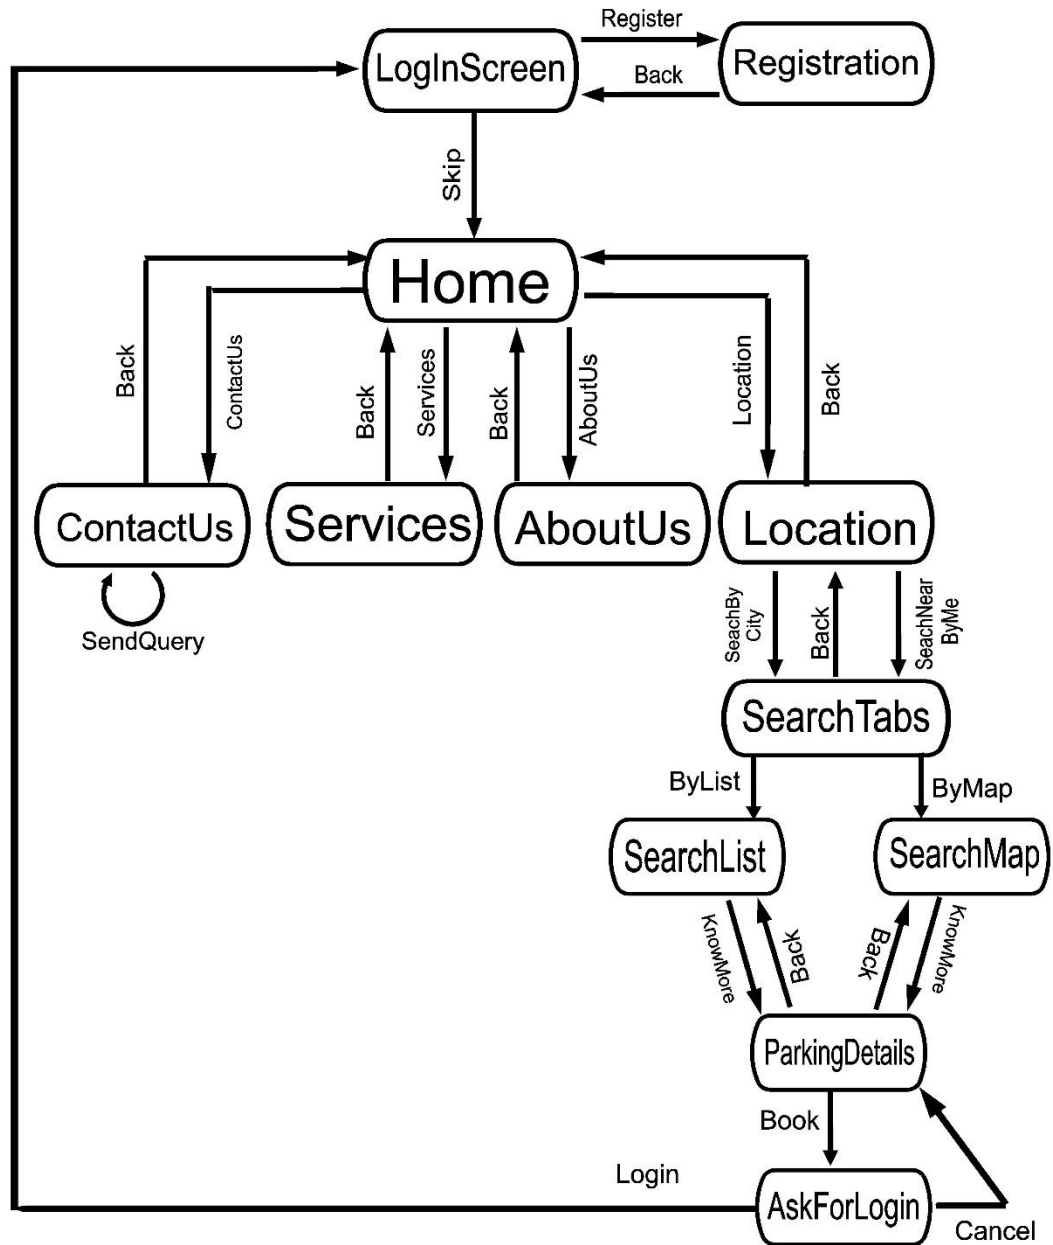 Register
LogInScreen
Registration
Back
Skip
Home
Back
ContactUs
Back
Services
Back
AboutUs
Location
Back
ContactUs
Services
AboutUs
Location
SendQuery
SeachBy
City
Back
SeachNear
ByMe
SearchTabs
ByList
ByMap
SearchList
SearchMap
KnowMore
Back
Back
KnowMore
ParkingDetails
Book
Login
AskForLogin
Cancel